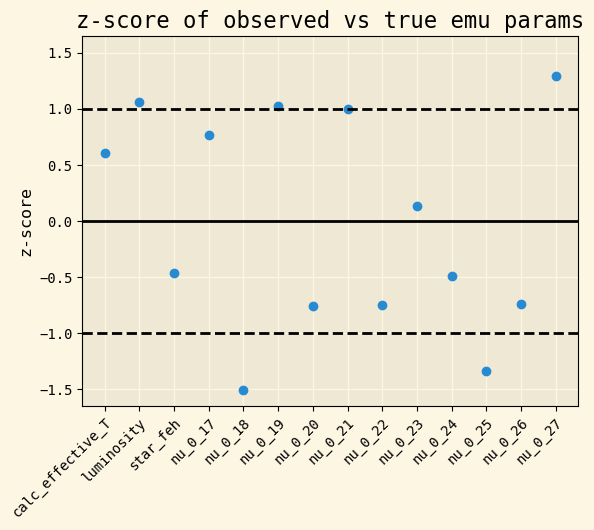 z-score of observed vs true emu params
z-score
1.5
1.0
0.5
0.0
−0.5
−1.0
−1.5
calc_effective_T
luminosity
star_feh
nu_0_17
nu_0_18
nu_0_19
nu_0_20
nu_0_21
nu_0_22
nu_0_23
nu_0_24
nu_0_25
nu_0_26
nu_0_27